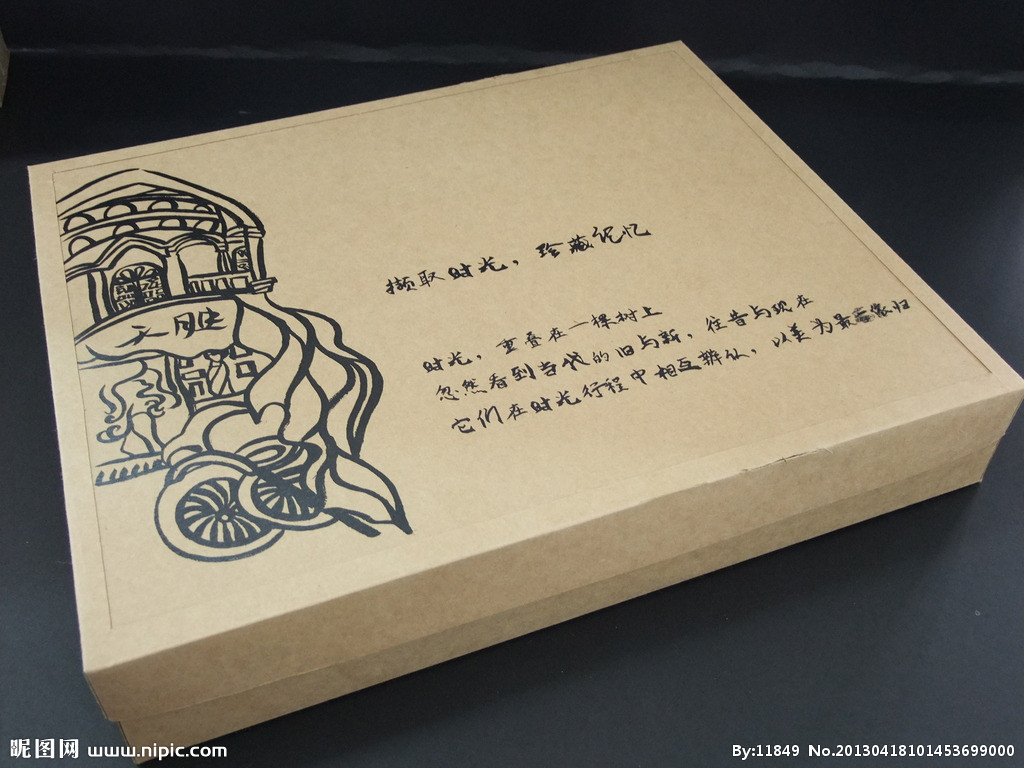 撷取时光，珍藏记忆
时光，重叠在一棵树上
忽然看到当代的旧与新，往昔与现在
它们在时光行程中相互辨认，以美为最 家归
昵图网 www.nipic.com
By:11849 No.20130418101453699000